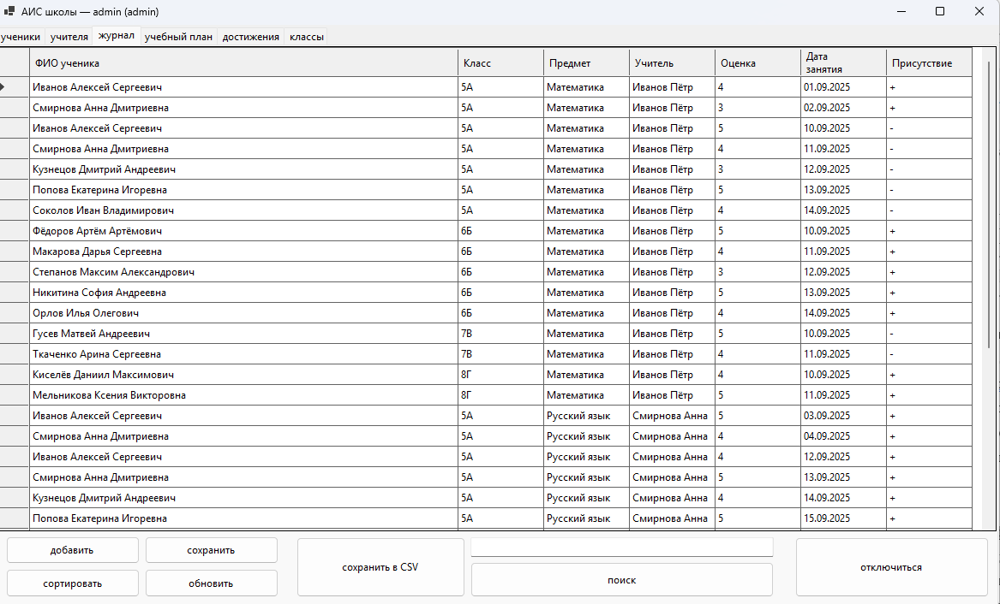 АИС школы — admin (admin)
ученики учителя журнал учебный план достижения классы
ФИО ученика Класс Предмет Учитель Оценка Дата занятия Присутствие
Иванов Алексей Сергеевич 5А Математика Иванов Пётр 4 01.09.2025 +
Смирнова Анна Дмитриевна 5А Математика Иванов Пётр 3 02.09.2025 +
Иванов Алексей Сергеевич 5А Математика Иванов Пётр 5 10.09.2025 -
Смирнова Анна Дмитриевна 5А Математика Иванов Пётр 4 11.09.2025 -
Кузнецов Дмитрий Андреевич 5А Математика Иванов Пётр 3 12.09.2025 -
Попова Екатерина Игоревна 5А Математика Иванов Пётр 5 13.09.2025 -
Соколов Иван Владимирович 5А Математика Иванов Пётр 4 14.09.2025 -
Фёдоров Артём Артёмович 6Б Математика Иванов Пётр 5 10.09.2025 +
Макарова Дарья Сергеевна 6Б Математика Иванов Пётр 4 11.09.2025 +
Степанов Максим Александрович 6Б Математика Иванов Пётр 3 12.09.2025 +
Никитина София Андреевна 6Б Математика Иванов Пётр 5 13.09.2025 +
Орлов Илья Олегович 6Б Математика Иванов Пётр 4 14.09.2025 +
Гусев Матвей Андреевич 7В Математика Иванов Пётр 5 10.09.2025 -
Ткаченко Арина Сергеевна 7В Математика Иванов Пётр 4 11.09.2025 -
Киселёв Даниил Максимович 8Г Математика Иванов Пётр 4 10.09.2025 +
Мельникова Ксения Викторовна 8Г Математика Иванов Пётр 5 11.09.2025 +
Иванов Алексей Сергеевич 5А Русский язык Смирнова Анна 5 03.09.2025 +
Смирнова Анна Дмитриевна 5А Русский язык Смирнова Анна 4 04.09.2025 +
Иванов Алексей Сергеевич 5А Русский язык Смирнова Анна 4 12.09.2025 +
Смирнова Анна Дмитриевна 5А Русский язык Смирнова Анна 5 13.09.2025 +
Кузнецов Дмитрий Андреевич 5А Русский язык Смирнова Анна 4 14.09.2025 +
Попова Екатерина Игоревна 5А Русский язык Смирнова Анна 5 15.09.2025 +
добавить сохранить
сохранить в CSV отключиться
сортировать обновить поиск